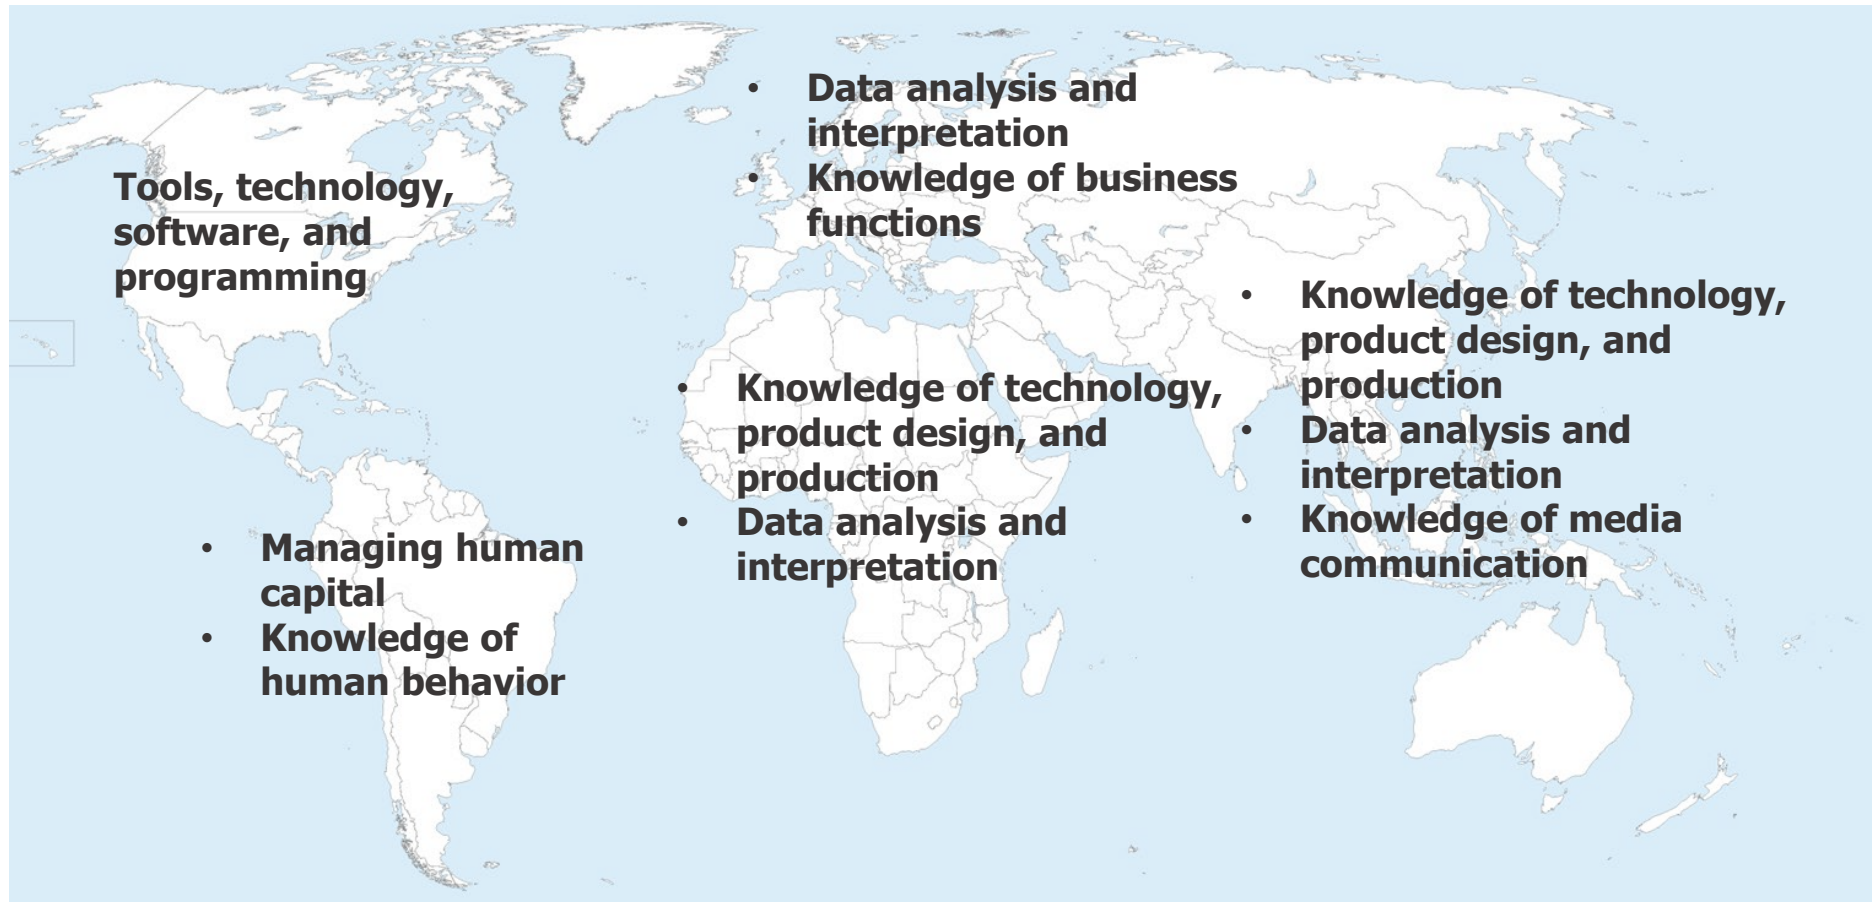 Tools, technology,
software, and
programming
• Data analysis and
interpretation
• Knowledge of business
functions
• Managing human
capital
• Knowledge of
human behavior
• Knowledge of technology,
product design, and
production
• Data analysis and
interpretation
• Knowledge of technology,
product design, and
production
• Data analysis and
interpretation
• Knowledge of media
communication